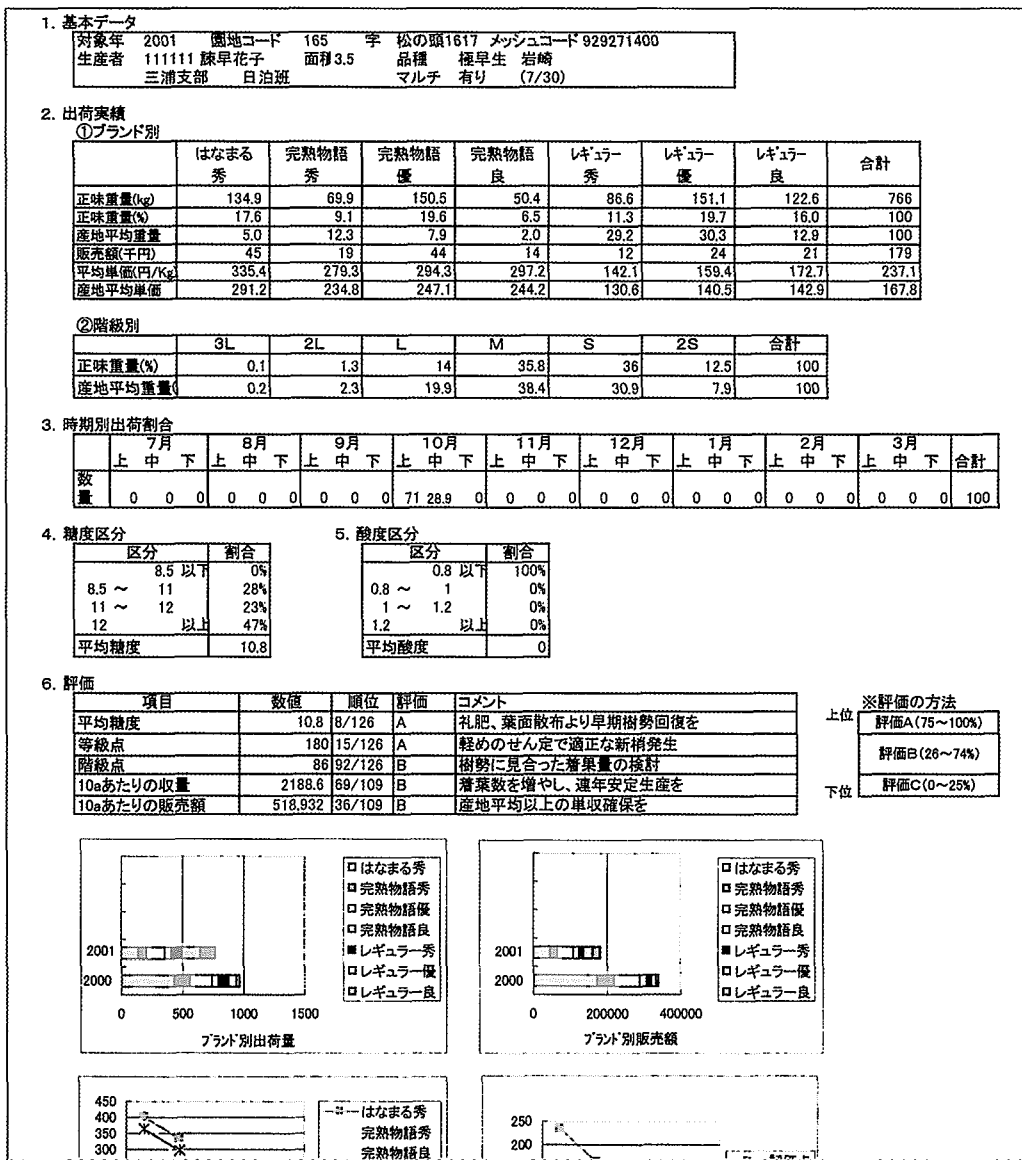 1. 基本データ
対象年 2001 園地コード 165 字 松の頭1617 メッシュコード 929271400
生産者 111111 諫早花子 面積3.5 品種 極早生 岩崎
三浦支部 日泊班 マルチ 有り (7/30)
2. 出荷実績
①ブランド別
はなまる 完熟物語 完熟物語 完熟物語 レギュラー レギュラー レギュラー 合計
秀 秀 優 良 秀 優 良
正味重量(kg) 134.9 69.9 150.5 50.4 86.6 151.1 122.6 766
正味重量(%) 17.6 9.1 19.6 6.5 11.3 19.7 16.0 100
産地平均重量 5.0 12.3 7.9 2.0 29.2 30.3 12.9 100
販売額(千円) 45 19 44 14 12 24 21 179
平均単価(円/Kg) 335.4 279.3 294.3 297.2 142.1 159.4 172.7 237.1
産地平均単価 291.2 234.8 247.1 244.2 130.6 140.5 142.9 167.8
②階級別
3L 2L L M S 2S 合計
正味重量(%) 0.1 1.3 14 35.8 36 12.5 100
産地平均重量( 0.2 2.3 19.9 38.4 30.9 7.9 100
3. 時期別出荷割合
7月 8月 9月 10月 11月 12月 1月 2月 3月
上 中 下 上 中 下 上 中 下 上 中 下 上 中 下 上 中 下 上 中 下 上 中 下 上 中 下 合計
数量 0 0 0 0 0 0 0 0 0 71 28.9 0 0 0 0 0 0 0 0 0 0 0 0 0 0 0 0 100
4. 糖度区分
区分 割合
8.5 以下 0%
8.5 ～ 11 28%
11 ～ 12 23%
12 以上 47%
平均糖度 10.8
5. 酸度区分
区分 割合
0.8 以下 100%
0.8 ～ 1 0%
1 ～ 1.2 0%
1.2 以上 0%
平均酸度 0
6. 評価
項目 数値 順位 評価 コメント
平均糖度 10.8 8/126 A 礼肥、葉面散布より早期樹勢回復を
等級点 180 15/126 A 軽めのせん定で適正な新梢発生
階級点 86 92/126 B 樹勢に見合った着果量の検討
10aあたりの収量 2188.6 69/109 B 着葉数を増やし、連年安定生産を
10aあたりの販売額 518,932 36/109 B 産地平均以上の単収確保を
※評価の方法
上位 評価A(75～100%)
評価B(26～74%)
下位 評価C(0～25%)
はなまる秀
完熟物語秀
完熟物語優
完熟物語良
レギュラー秀
レギュラー優
レギュラー良
2001
2000
0 500 1000 1500
ブランド別出荷量
はなまる秀
完熟物語秀
完熟物語優
完熟物語良
レギュラー秀
レギュラー優
レギュラー良
2001
2000
0 200000 400000
ブランド別販売額
450
400
350
300
はなまる秀
完熟物語秀
完熟物語良
250
200